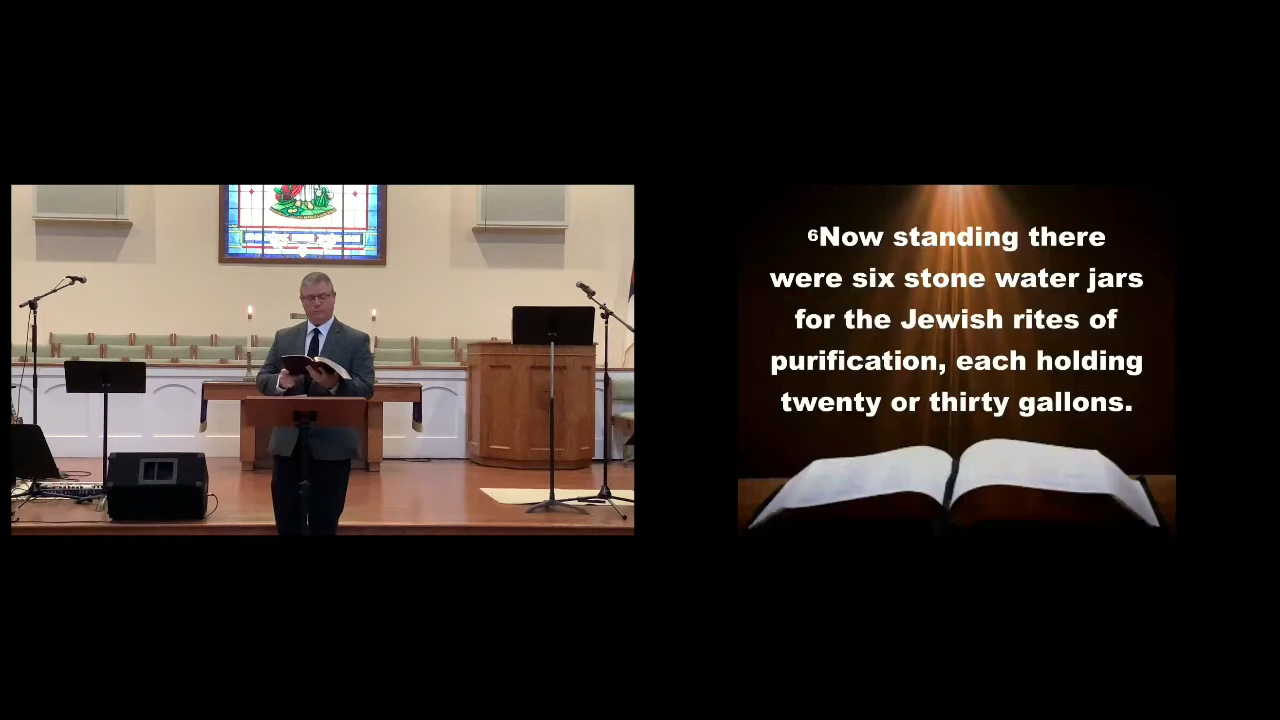 ⁶Now standing there
were six stone water jars
for the Jewish rites of
purification, each holding
twenty or thirty gallons.